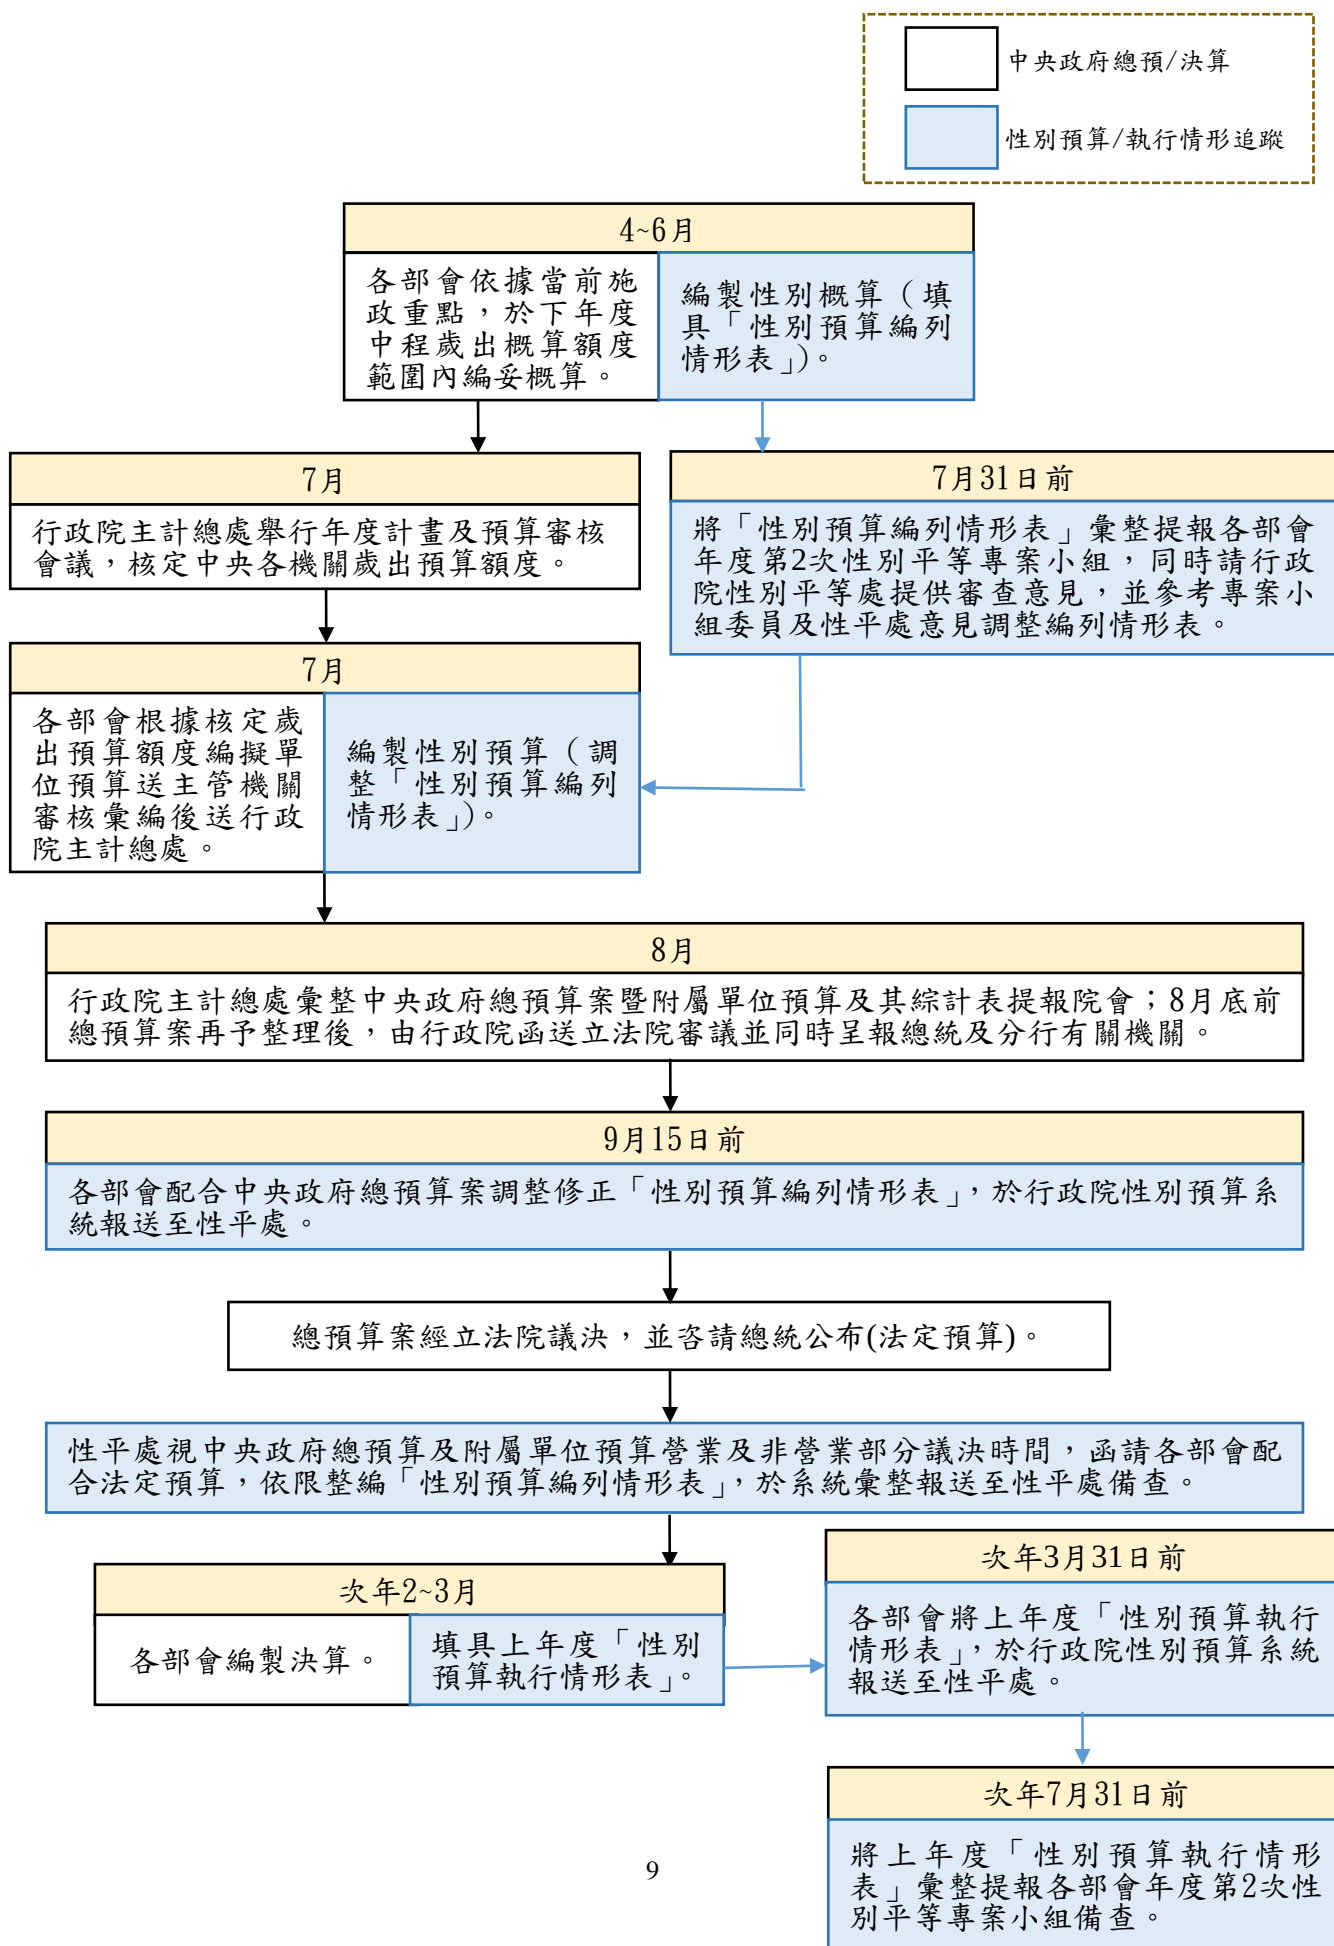 中央政府總預/決算
性別預算/執行情形追蹤
4~6月
各部會依據當前施
政重點，於下年度
中程歲出概算額度
範圍內編妥概算。
編製性別概算（填
具「性別預算編列
情形表」）。
7月
行政院主計總處舉行年度計畫及預算審核
會議，核定中央各機關歲出預算額度。
7月31日前
將「性別預算編列情形表」彙整提報各部會
年度第2次性別平等專案小組，同時請行政
院性別平等處提供審查意見，並參考專案小
組委員及性平處意見調整編列情形表。
7月
各部會根據核定歲
出預算額度編擬單
位預算送主管機關
審核彙編後送行政
院主計總處。
編製性別預算（調
整「性別預算編列
情形表」）。
8月
行政院主計總處彙整中央政府總預算案暨附屬單位預算及其綜計表提報院會；8月底前
總預算案再予整理後，由行政院函送立法院審議並同時呈報總統及分行有關機關。
9月15日前
各部會配合中央政府總預算案調整修正「性別預算編列情形表」，於行政院性別預算系
統報送至性平處。
總預算案經立法院議決，並咨請總統公布(法定預算)。
性平處視中央政府總預算及附屬單位預算營業及非營業部分議決時間，函請各部會配
合法定預算，依限整編「性別預算編列情形表」，於系統彙整報送至性平處備查。
次年2~3月
各部會編製決算。
填具上年度「性別
預算執行情形表」。
次年3月31日前
各部會將上年度「性別預算執行
情形表」，於行政院性別預算系統
報送至性平處。
次年7月31日前
將上年度「性別預算執行情形
表」彙整提報各部會年度第2次性
別平等專案小組備查。
9